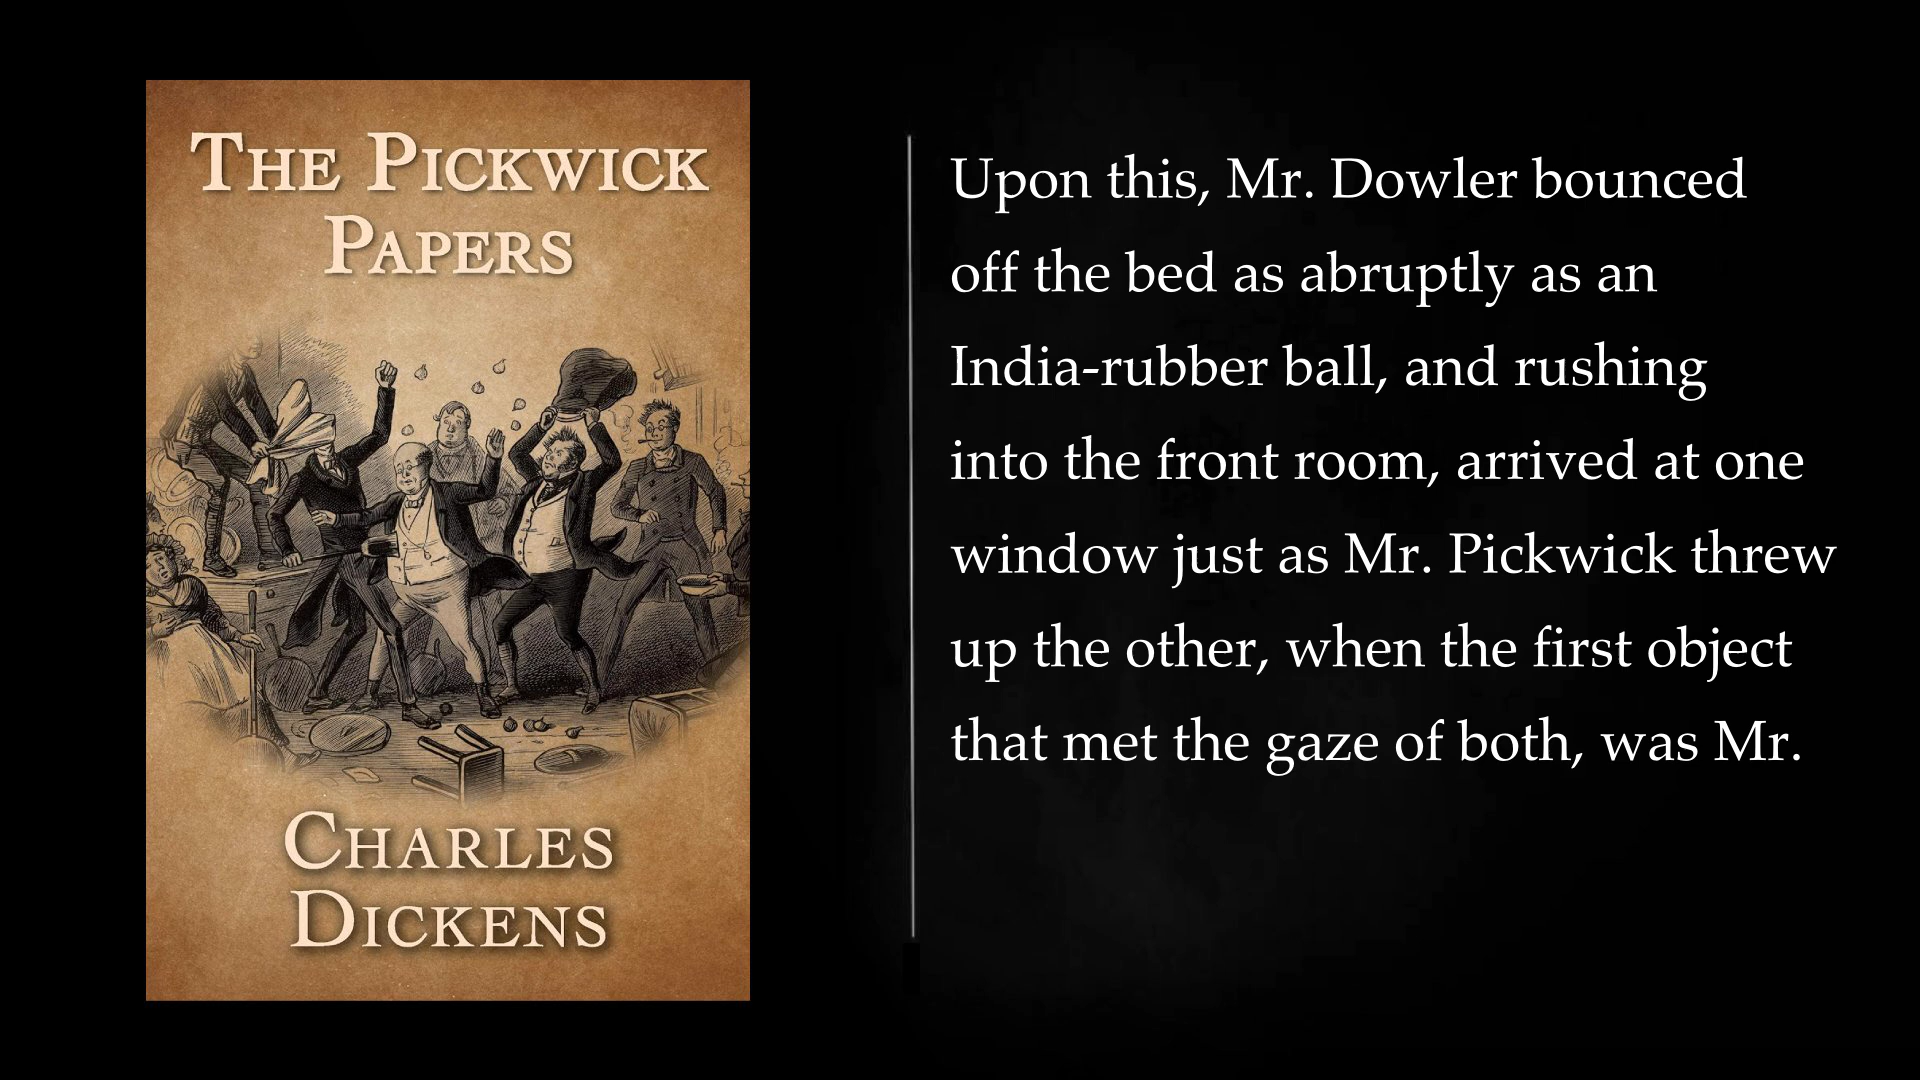 THE PICKWICK
PAPERS
CHARLES
DICKENS
Upon this, Mr. Dowler bounced
off the bed as abruptly as an
India-rubber ball, and rushing
into the front room, arrived at one
window just as Mr. Pickwick threw
up the other, when the first object
that met the gaze of both, was Mr.